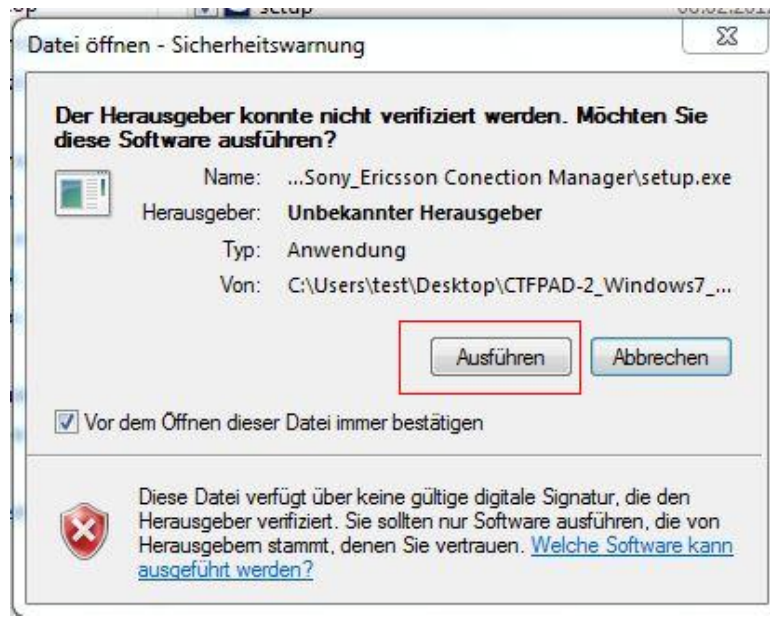 setup
Datei öffnen - Sicherheitswarnung
Der Herausgeber konnte nicht verifiziert werden. Möchten Sie
diese Software ausführen?
Name: ...Sony_Ericsson Conection Manager\setup.exe
Herausgeber: Unbekannter Herausgeber
Typ: Anwendung
Von: C:\Users\test\Desktop\CTFPAD-2_Windows7_...
Ausführen Abbrechen
Vor dem Öffnen dieser Datei immer bestätigen
Diese Datei verfügt über keine gültige digitale Signatur, die den
Herausgeber verifiziert. Sie sollten nur Software ausführen, die von
Herausgebern stammt, denen Sie vertrauen. Welche Software kann
ausgeführt werden?